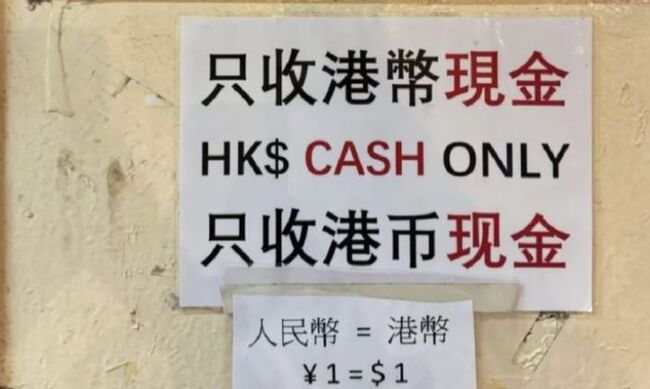 只收港幣現金
HK$ CASH ONLY
只收港币现金
人民幣 = 港幣
¥1=$1